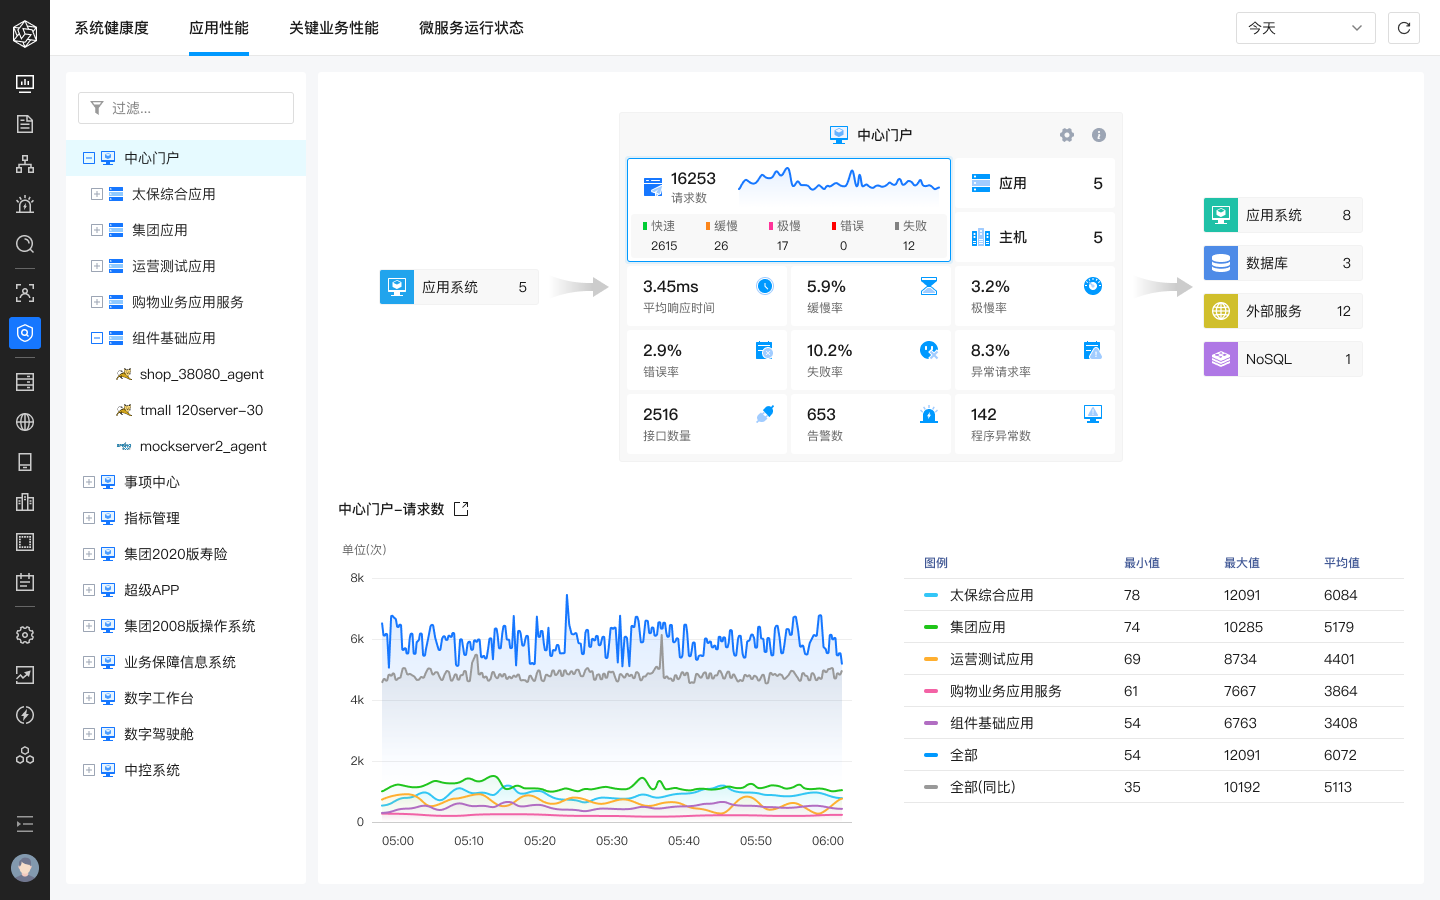 系统健康度 应用性能 关键业务性能 微服务运行状态 今天
过滤...
中心门户
太保综合应用
集团应用
运营测试应用
购物业务应用服务
组件基础应用
shop_38080_agent
tmall 120server-30
mockserver2_agent
事项中心
指标管理
集团2020版寿险
超级APP
集团2008版操作系统
业务保障信息系统
数字工作台
数字驾驶舱
中控系统
应用系统 5
中心门户
16253
请求数
快速 缓慢 极慢 错误 失败
2615 26 17 0 12
应用 5
主机 5
3.45ms 5.9% 3.2%
平均响应时间 缓慢率 极慢率
2.9% 10.2% 8.3%
错误率 失败率 异常请求率
2516 653 142
接口数量 告警数 程序异常数
应用系统 8
数据库 3
外部服务 12
NoSQL 1
中心门户-请求数
单位(次)
8k
6k
4k
2k
0
05:00 05:10 05:20 05:30 05:40 05:50 06:00
图例 最小值 最大值 平均值
太保综合应用 78 12091 6084
集团应用 74 10285 5179
运营测试应用 69 8734 4401
购物业务应用服务 61 7667 3864
组件基础应用 54 6763 3408
全部 54 12091 6072
全部(同比) 35 10192 5113